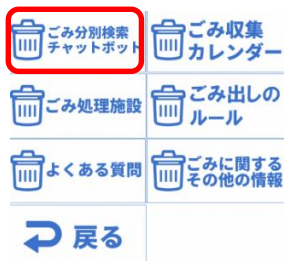 ごみ分別検索
チャットボット
ごみ収集
カレンダー
ごみ処理施設
ごみ出しの
ルール
よくある質問
ごみに関する
その他の情報
戻る